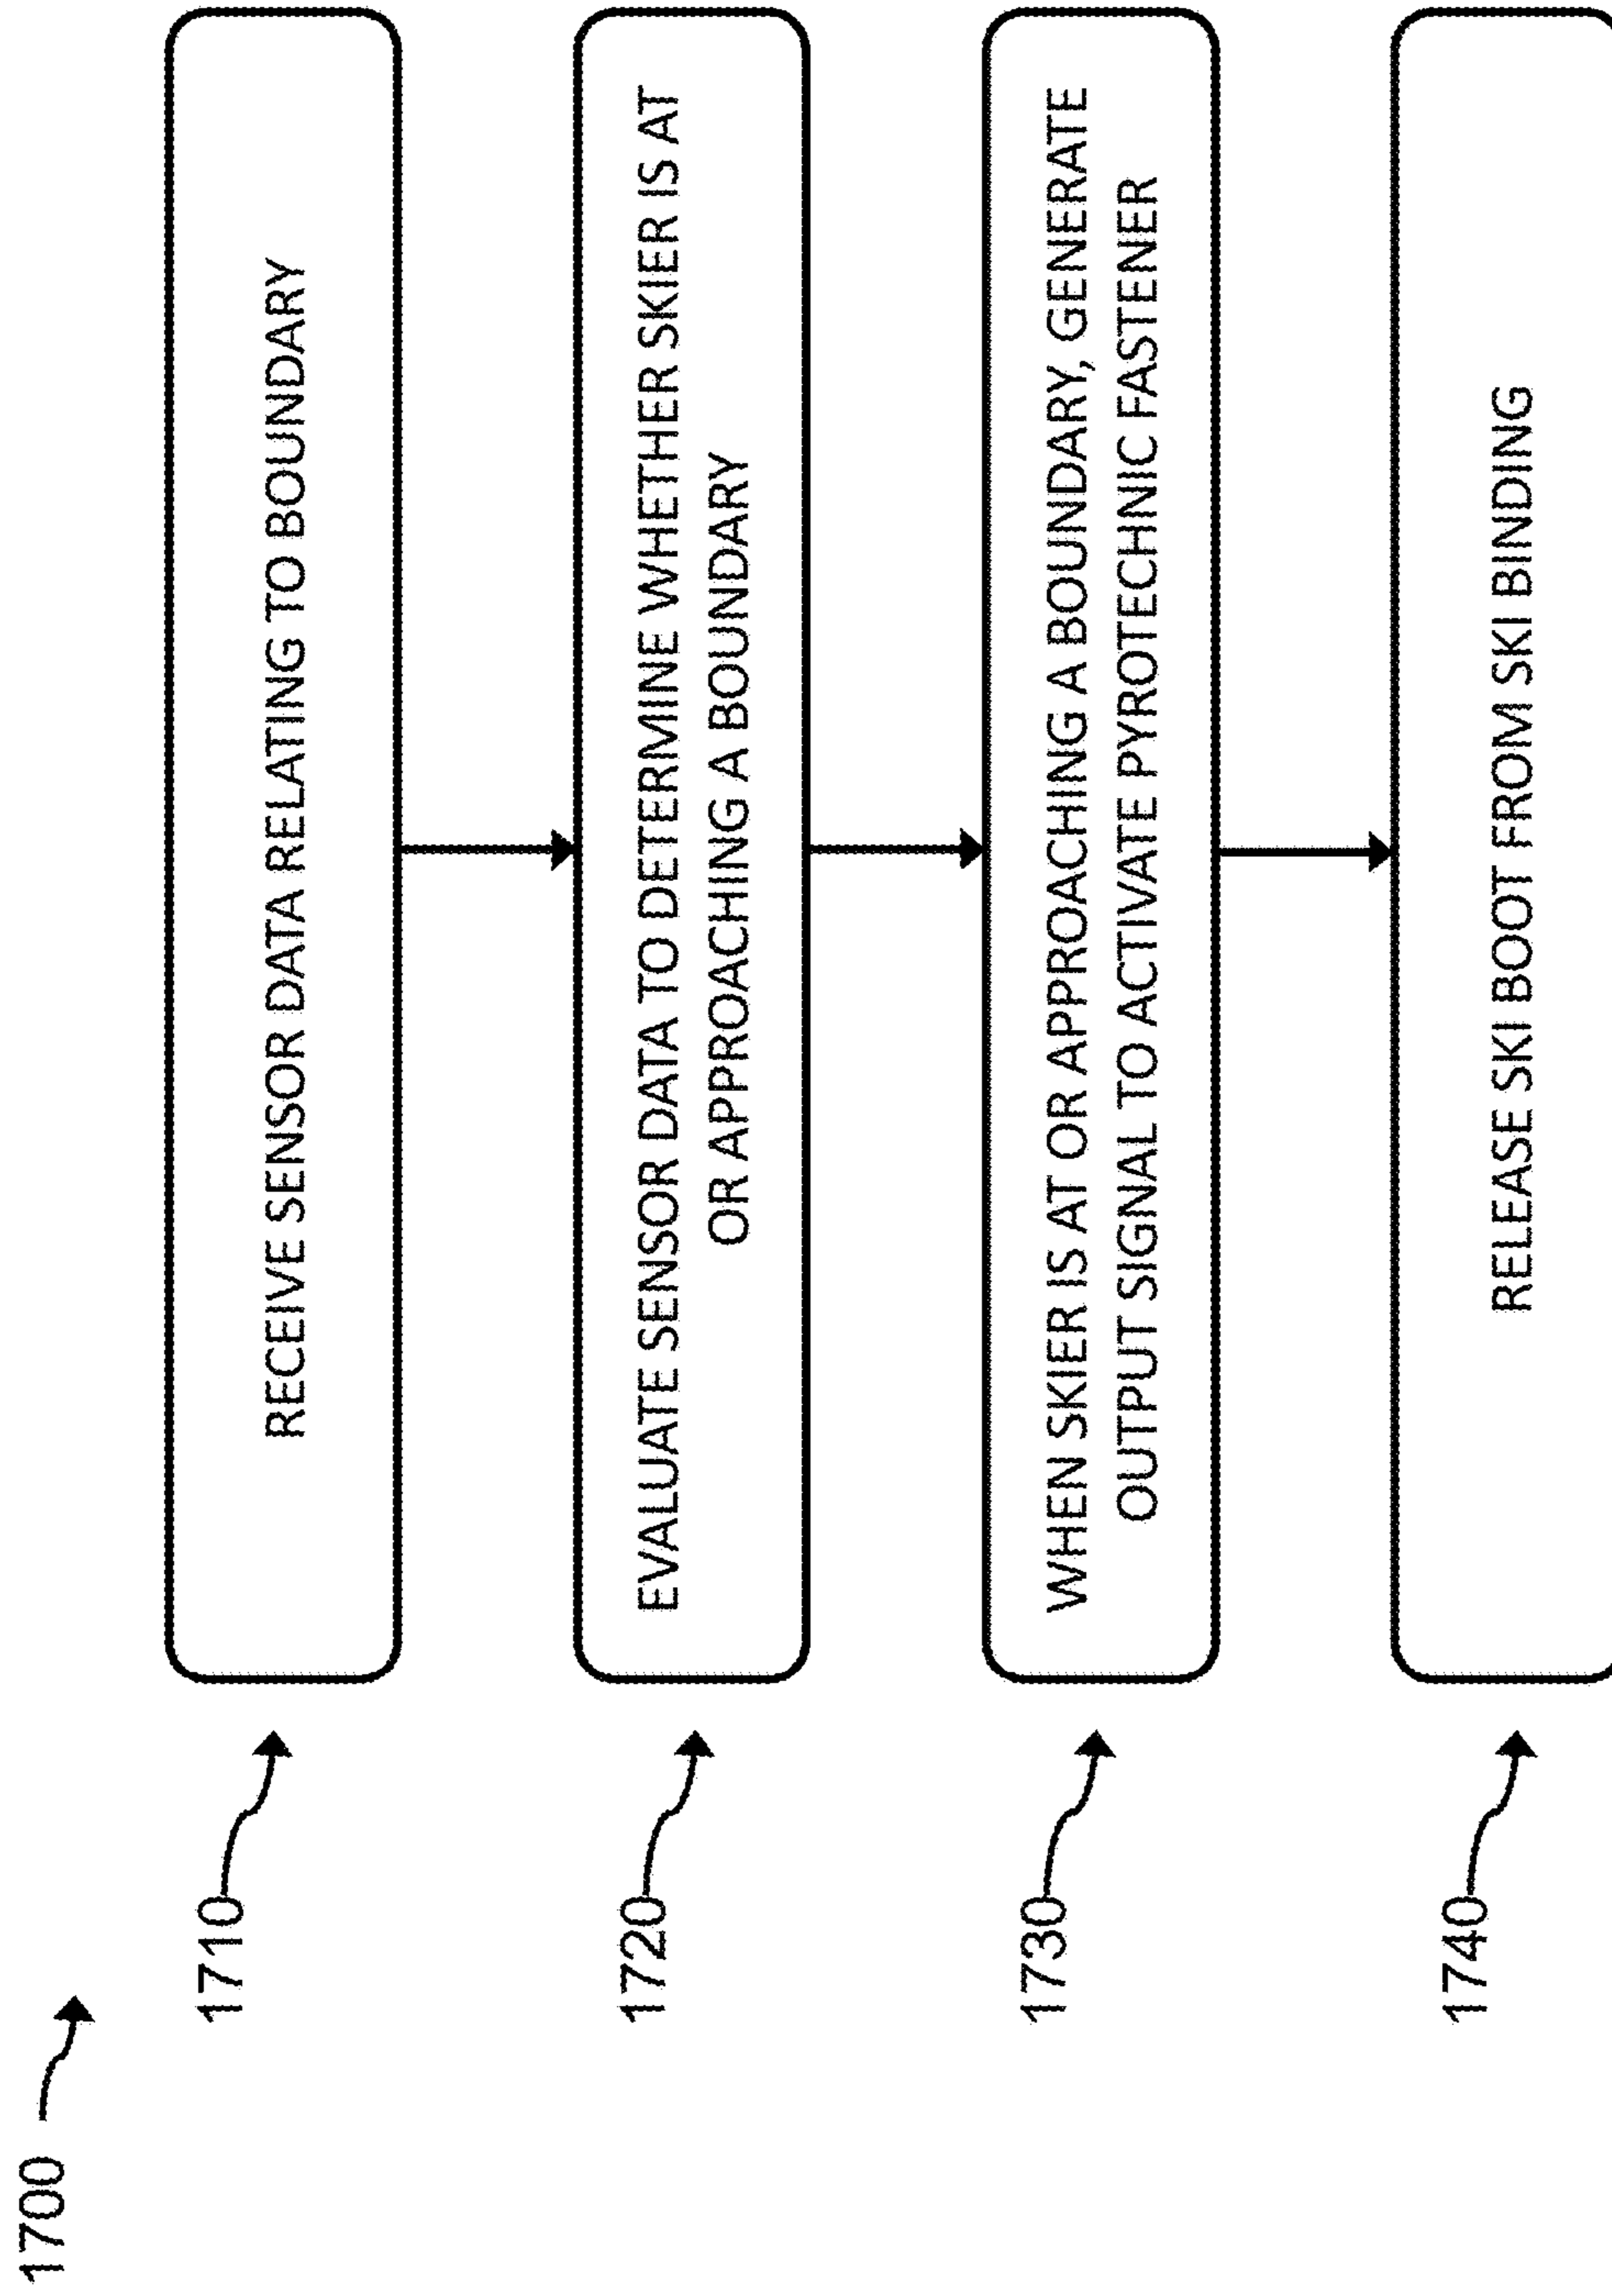 1700
1710
RECEIVE SENSOR DATA RELATING TO BOUNDARY
1720
EVALUATE SENSOR DATA TO DETERMINE WHETHER SKIER IS AT
OR APPROACHING A BOUNDARY
1730
WHEN SKIER IS AT OR APPROACHING A BOUNDARY, GENERATE
OUTPUT SIGNAL TO ACTIVATE PYROTECHNIC FASTENER
1740
RELEASE SKI BOOT FROM SKI BINDING